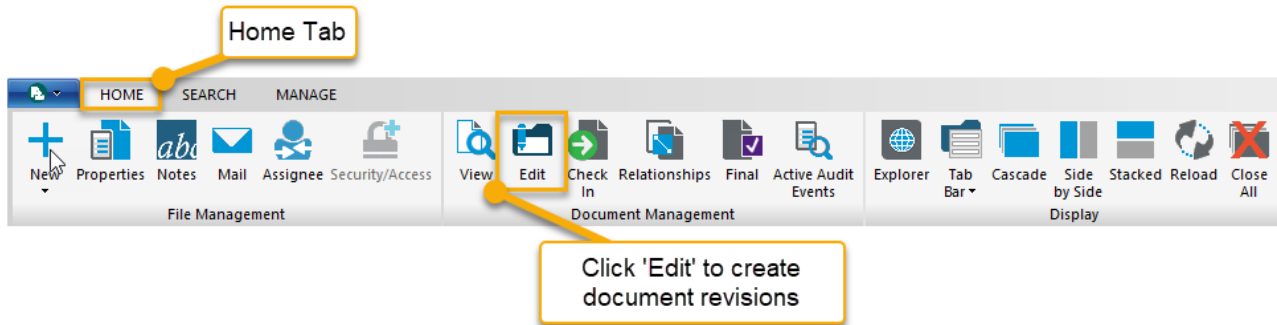 Home Tab
HOME SEARCH MANAGE
abc
New Properties Notes Mail Assignee Security/Access View Edit Check In Relationships Final Active Audit Events Explorer Tab Bar Cascade Side by Side Stacked Reload Close All
File Management Document Management Display
Click 'Edit' to create
document revisions